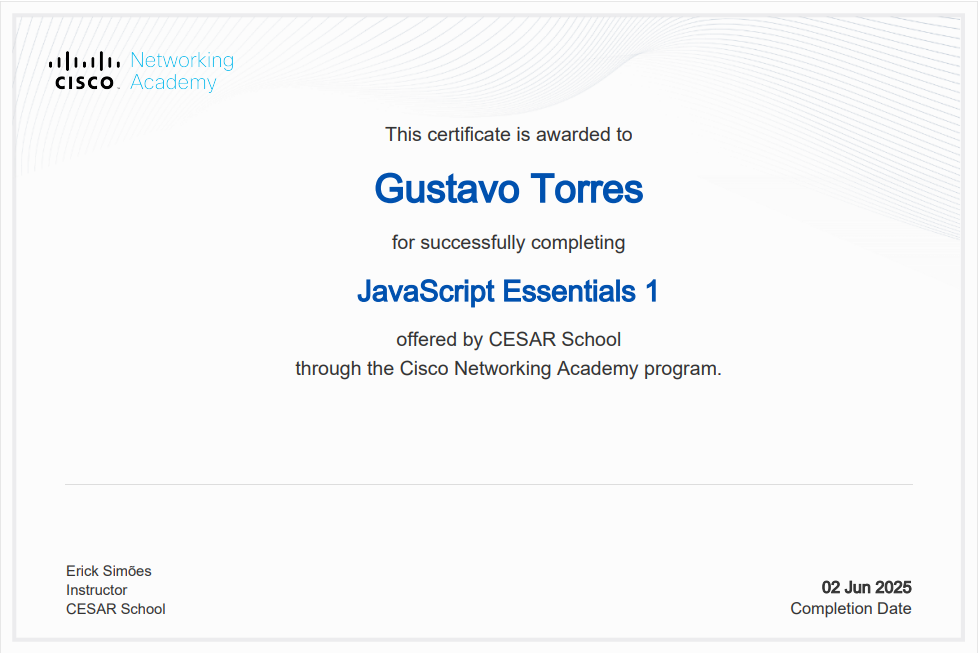 Networking
CISCO Academy
This certificate is awarded to
Gustavo Torres
for successfully completing
JavaScript Essentials 1
offered by CESAR School
through the Cisco Networking Academy program.
Erick Simões
Instructor
CESAR School
02 Jun 2025
Completion Date